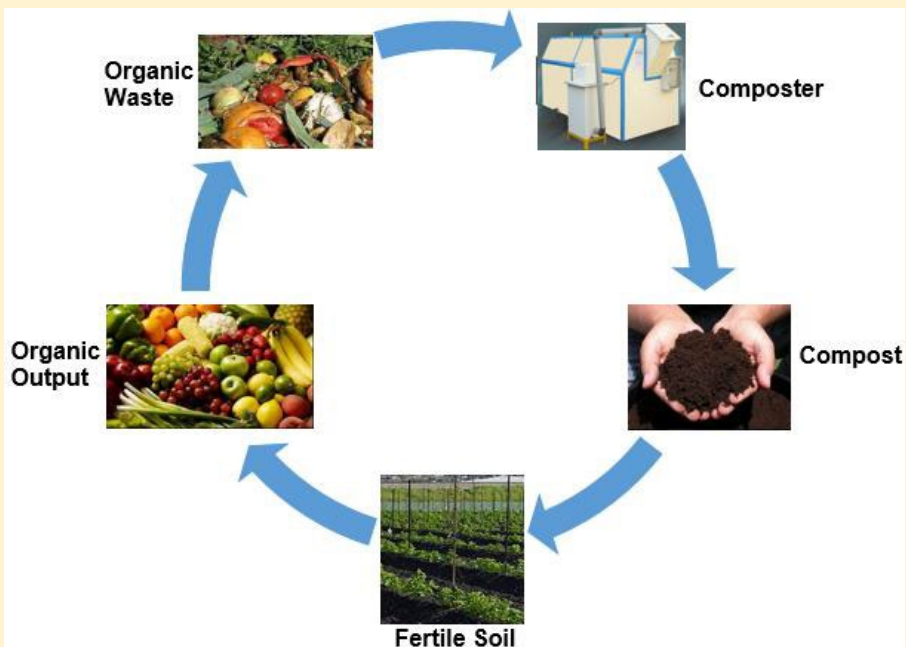 Organic
Waste
Composter
Organic
Output
Compost
Fertile Soil